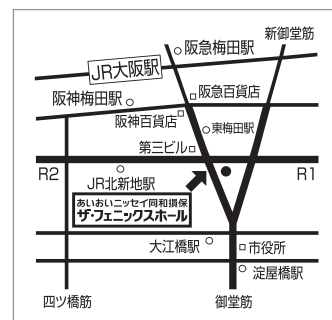 新御堂筋
阪急梅田駅
JR大阪駅
阪急百貨店
阪神梅田駅
阪神百貨店
東梅田駅
第三ビル
R2
R1
JR北新地駅
あいおいニッセイ同和損保
ザ・フェニックスホール
大江橋駅
市役所
淀屋橋駅
四ツ橋筋
御堂筋